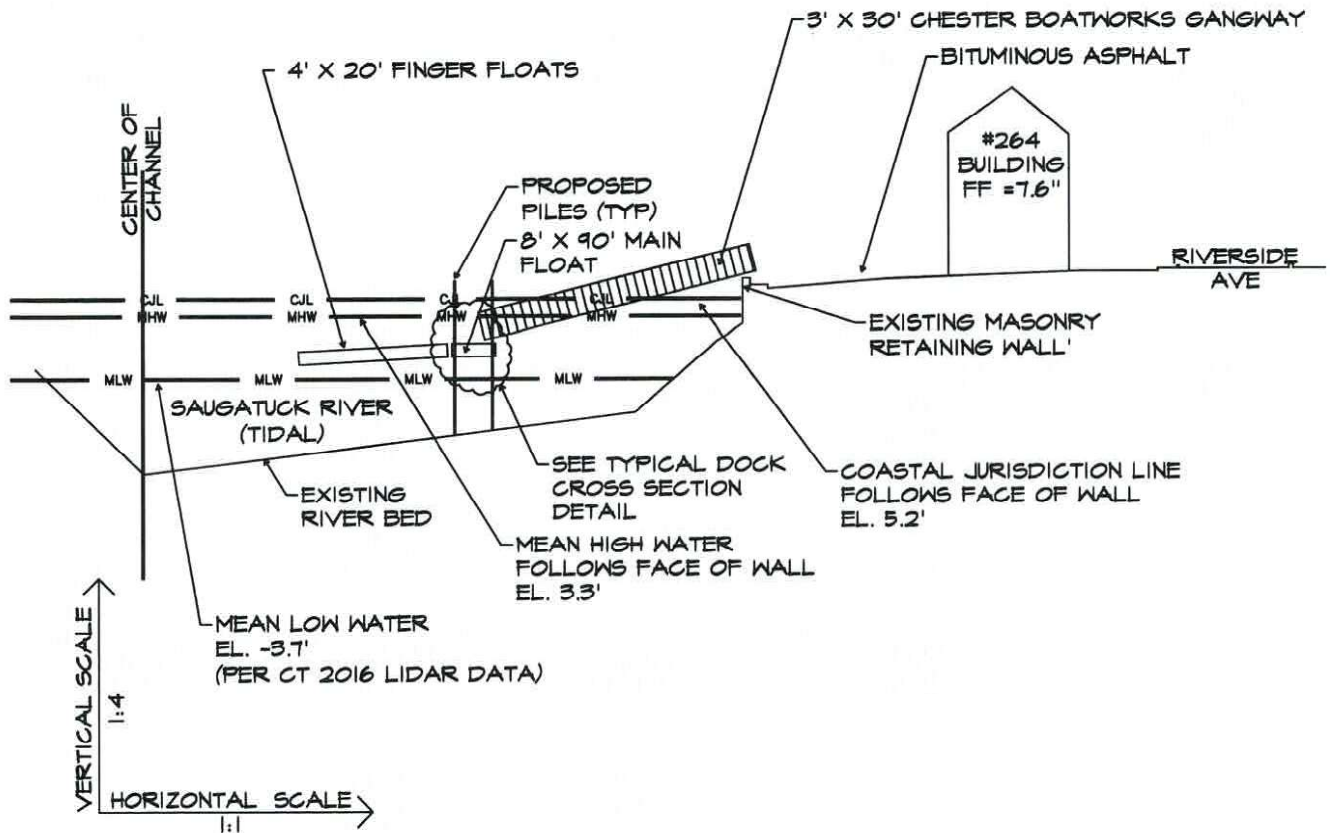 3' X 30' CHESTER BOATWORKS GANGWAY
BITUMINOUS ASPHALT
4' X 20' FINGER FLOATS
CENTER OF
CHANNEL
#264
BUILDING
FF =7.6"
PROPOSED
PILES (TYP)
8' X 90' MAIN
FLOAT
RIVERSIDE
AVE
CJL CJL CJL CJL
MHW MHW MHW MHW
EXISTING MASONRY
RETAINING WALL'
MLW MLW MLW MLW
SAUGATUCK RIVER
(TIDAL)
SEE TYPICAL DOCK
CROSS SECTION
DETAIL
COASTAL JURISDICTION LINE
FOLLOWS FACE OF WALL
EL. 5.2'
EXISTING
RIVER BED
MEAN HIGH WATER
FOLLOWS FACE OF WALL
EL. 3.3'
MEAN LOW WATER
EL. -3.7'
(PER CT 2016 LIDAR DATA)
VERTICAL SCALE
1:4
HORIZONTAL SCALE
1:1